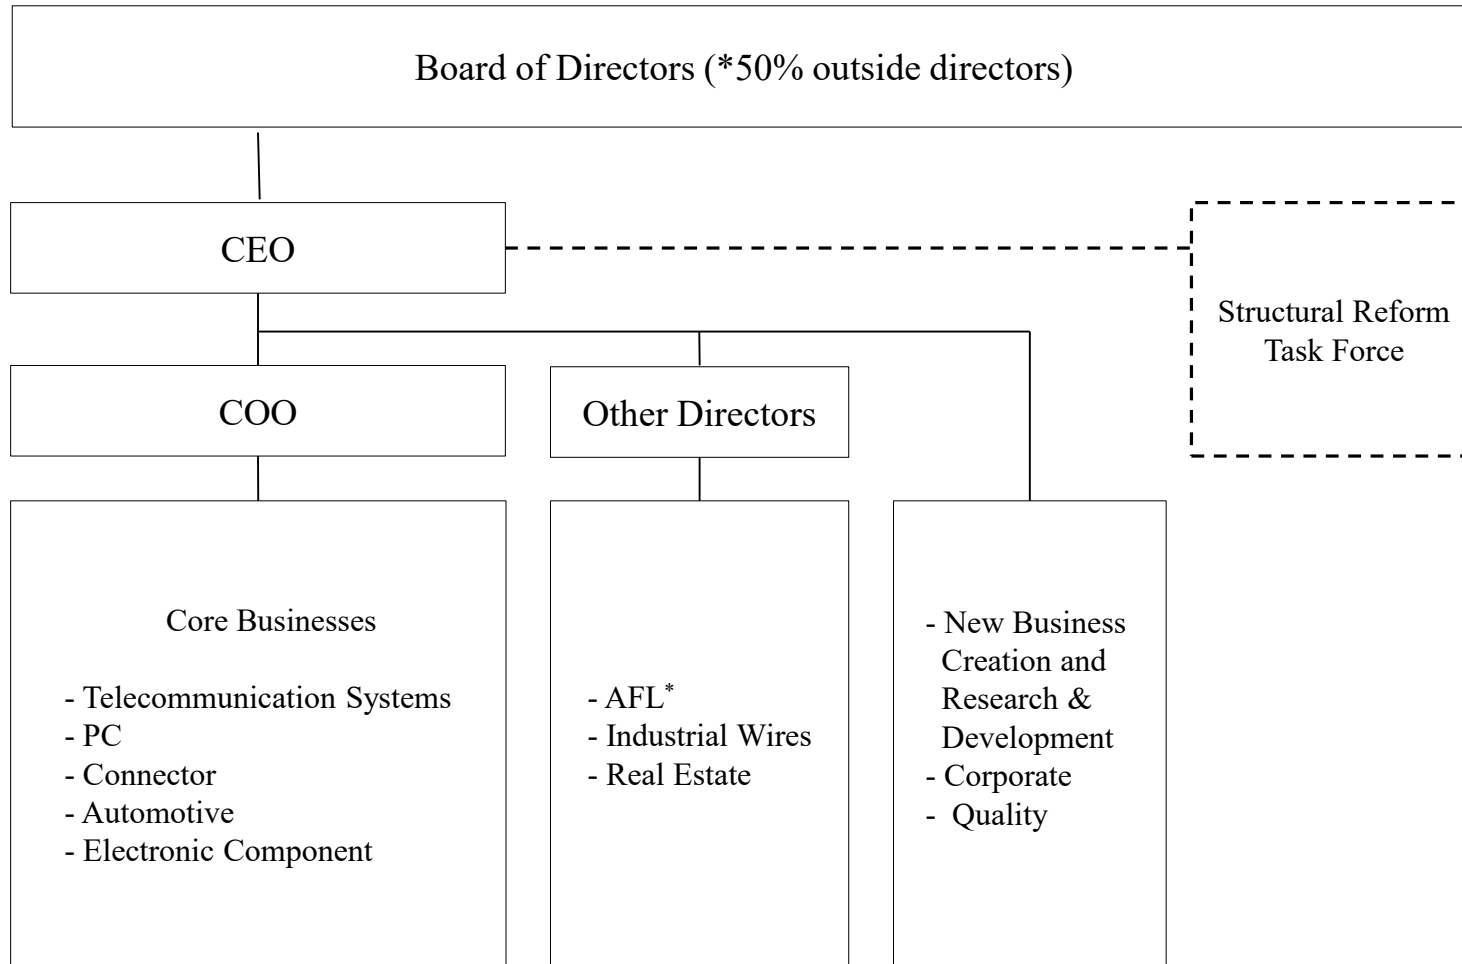 Board of Directors (*50% outside directors)
CEO
Structural Reform
Task Force
COO
Other Directors
Core Businesses
- Telecommunication Systems
- PC
- Connector
- Automotive
- Electronic Component
- AFL*
- Industrial Wires
- Real Estate
- New Business
Creation and
Research &
Development
- Corporate
- Quality